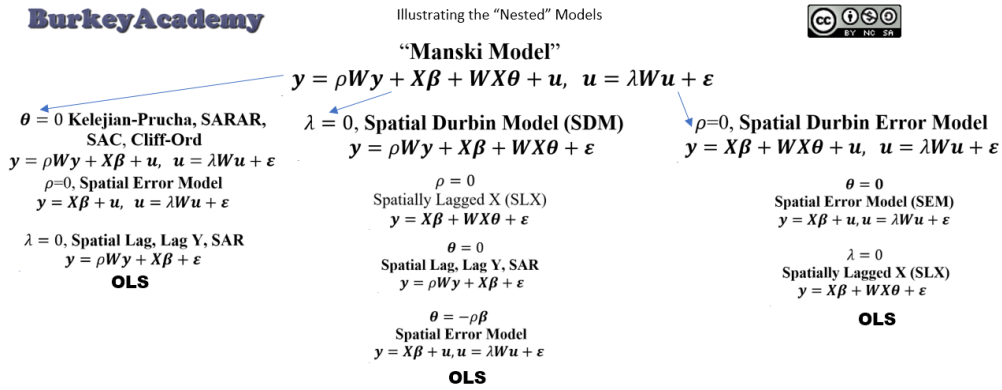 BurkeyAcademy
Illustrating the “Nested” Models
cc BY NC SA
“Manski Model”
y = ρWy + Xβ + WXθ + u, u = λWu + ε
θ = 0 Kelejian-Prucha, SARAR,
SAC, Cliff-Ord
y = ρWy + Xβ + u, u = λWu + ε
ρ=0, Spatial Error Model
y = Xβ + u, u = λWu + ε
λ = 0, Spatial Lag, Lag Y, SAR
y = ρWy + Xβ + ε
OLS
λ = 0, Spatial Durbin Model (SDM)
y = ρWy + Xβ + WXθ + ε
ρ = 0
Spatially Lagged X (SLX)
y = Xβ + WXθ + ε
θ = 0
Spatial Lag, Lag Y, SAR
y = ρWy + Xβ + ε
θ = −ρβ
Spatial Error Model
y = Xβ + u, u = λWu + ε
OLS
ρ=0, Spatial Durbin Error Model
y = Xβ + WXθ + u, u = λWu + ε
θ = 0
Spatial Error Model (SEM)
y = Xβ + u, u = λWu + ε
λ = 0
Spatially Lagged X (SLX)
y = Xβ + WXθ + ε
OLS